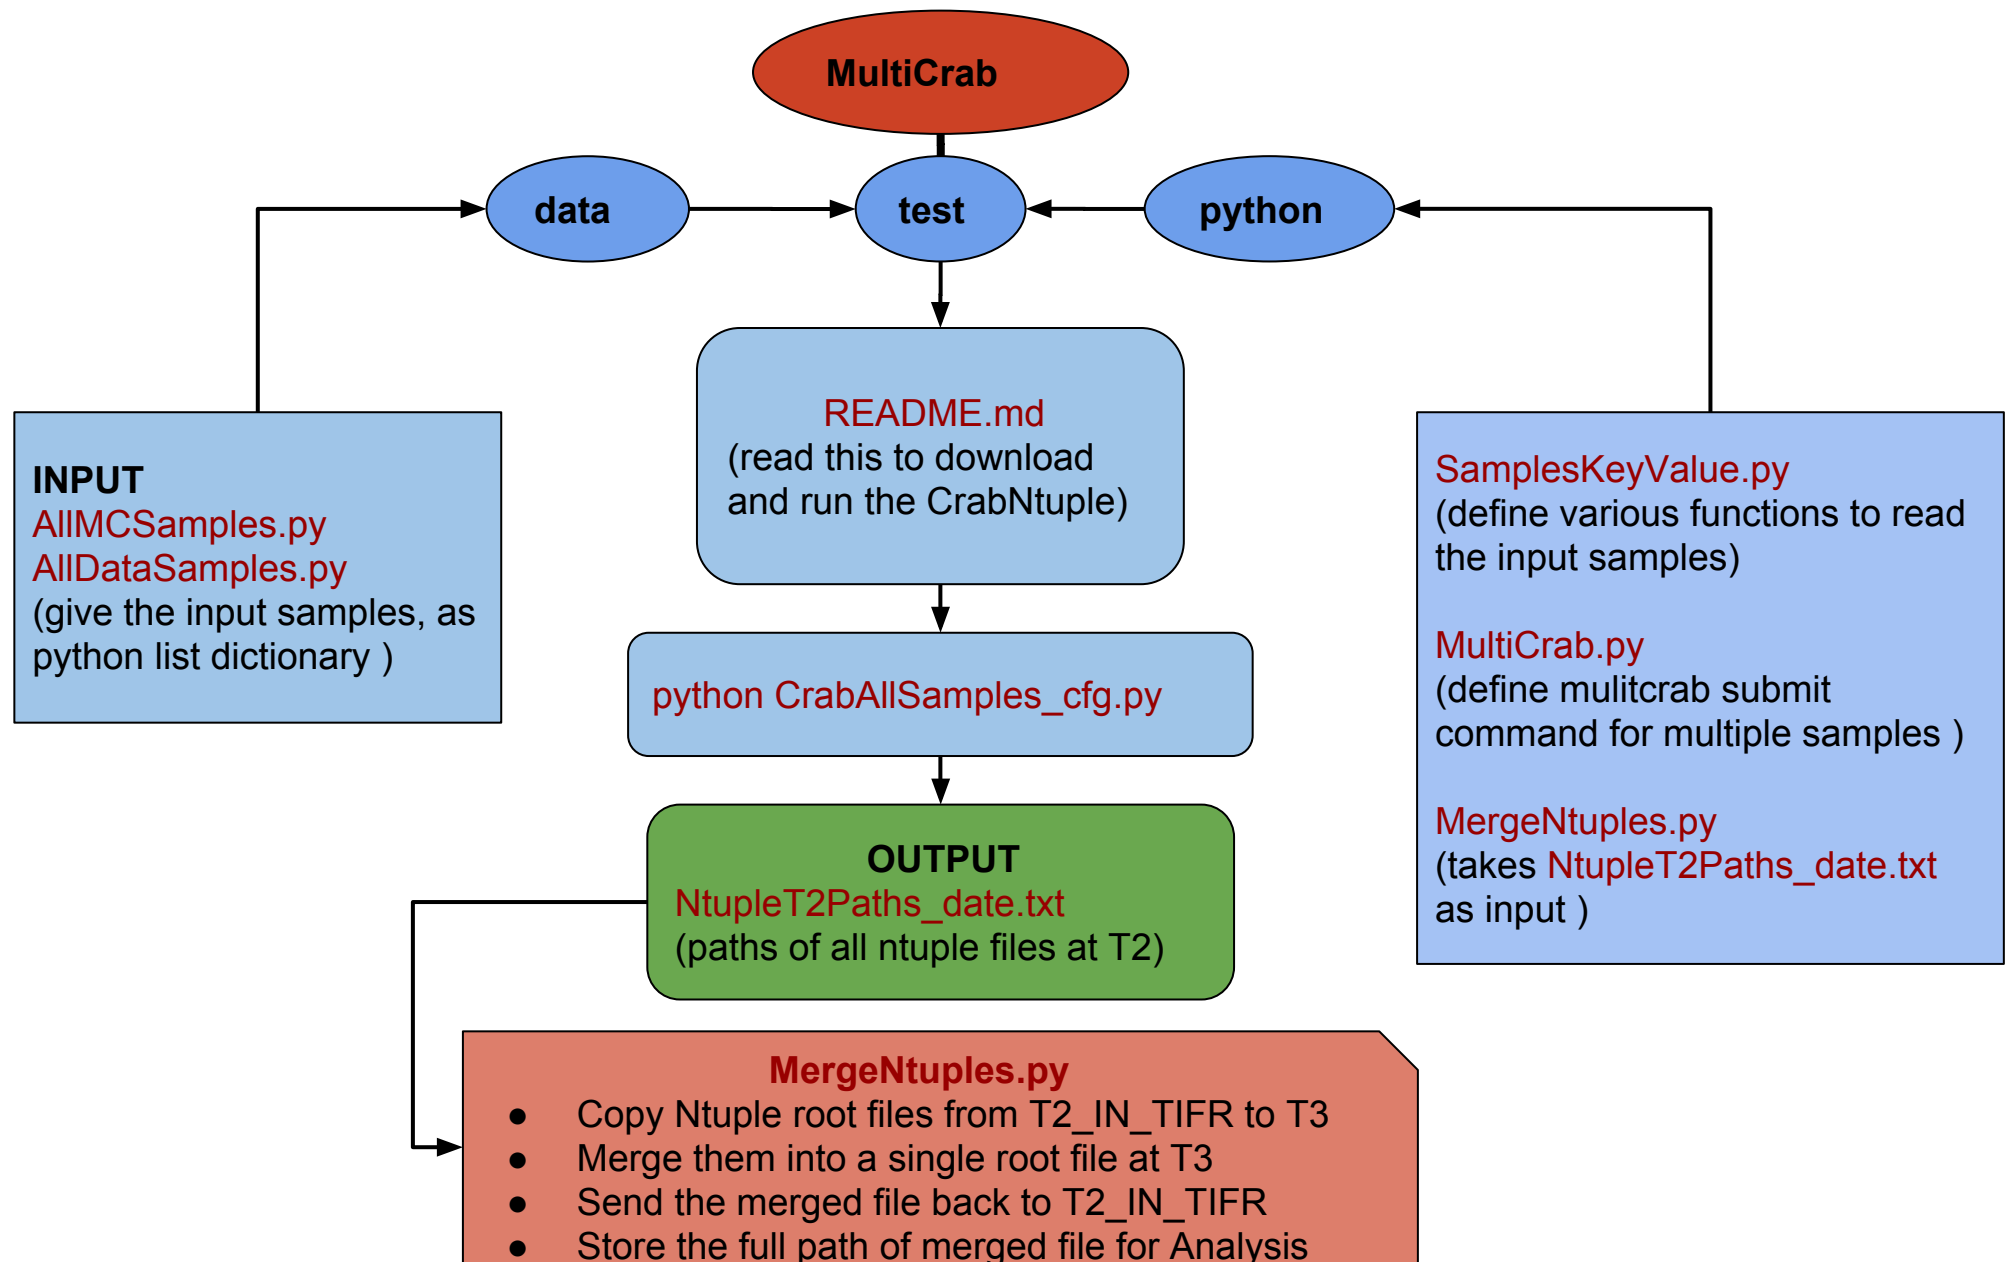 MultiCrab
data
test
python
INPUT
AllMCSamples.py
AllDataSamples.py
(give the input samples, as
python list dictionary )
README.md
(read this to download
and run the CrabNtuple)
python CrabAllSamples_cfg.py
OUTPUT
NtupleT2Paths_date.txt
(paths of all ntuple files at T2)
SamplesKeyValue.py
(define various functions to read
the input samples)
MultiCrab.py
(define mulitcrab submit
command for multiple samples )
MergeNtuples.py
(takes NtupleT2Paths_date.txt
as input )
MergeNtuples.py
● Copy Ntuple root files from T2_IN_TIFR to T3
● Merge them into a single root file at T3
● Send the merged file back to T2_IN_TIFR
● Store the full path of merged file for Analysis